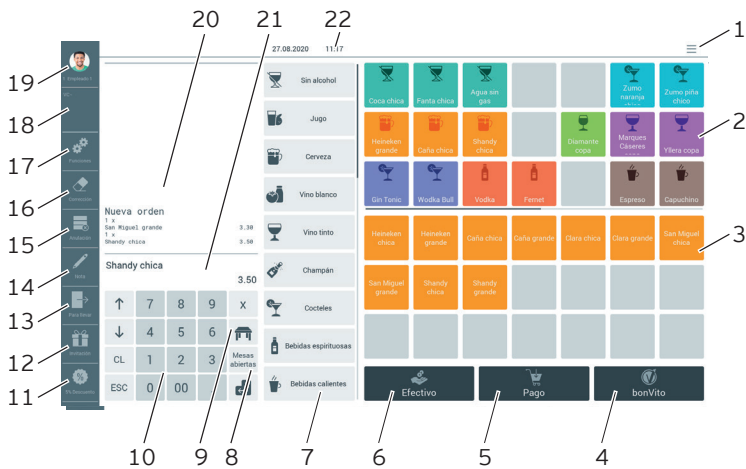 20
21
22
27.08.2020
11:17
1
19
Empleado 1
18
17
Funciones
16
Corrección
15
Anulación
14
Nota
13
Para llevar
12
Invitación
11
5% Descuento
Nueva orden
1 x
San Miguel grande 3.30
1 x
Shandy chica 3.50
Shandy chica
3.50
↑ 7 8 9 x
↓ 4 5 6
CL 1 2 3 Mesas
abiertas
ESC 0 00 .
Sin alcohol
Jugo
Cerveza
Vino blanco
Vino tinto
Champán
Cocteles
Bebidas espirituosas
Bebidas calientes
Coca chica
Fanta chica
Agua sin
gas
Zumo
naranja
chico
Zumo piña
chico
2
Heineken
grande
Caña chica
Shandy
chica
Diamante
copa
Marques
Cáseres
copa
Yllera copa
Gin Tanic
Wodka Bull
Vodka
Fernet
Espreso
Capuchino
3
Heineken
chica
Heineken
grande
Caña chica
Caña grande
Clara chica
Clara grande
San Miguel
chica
San Miguel
grande
Shandy
chica
Shandy
grande
Efectivo
Pago
bonVito
10
9
8
7
6
5
4